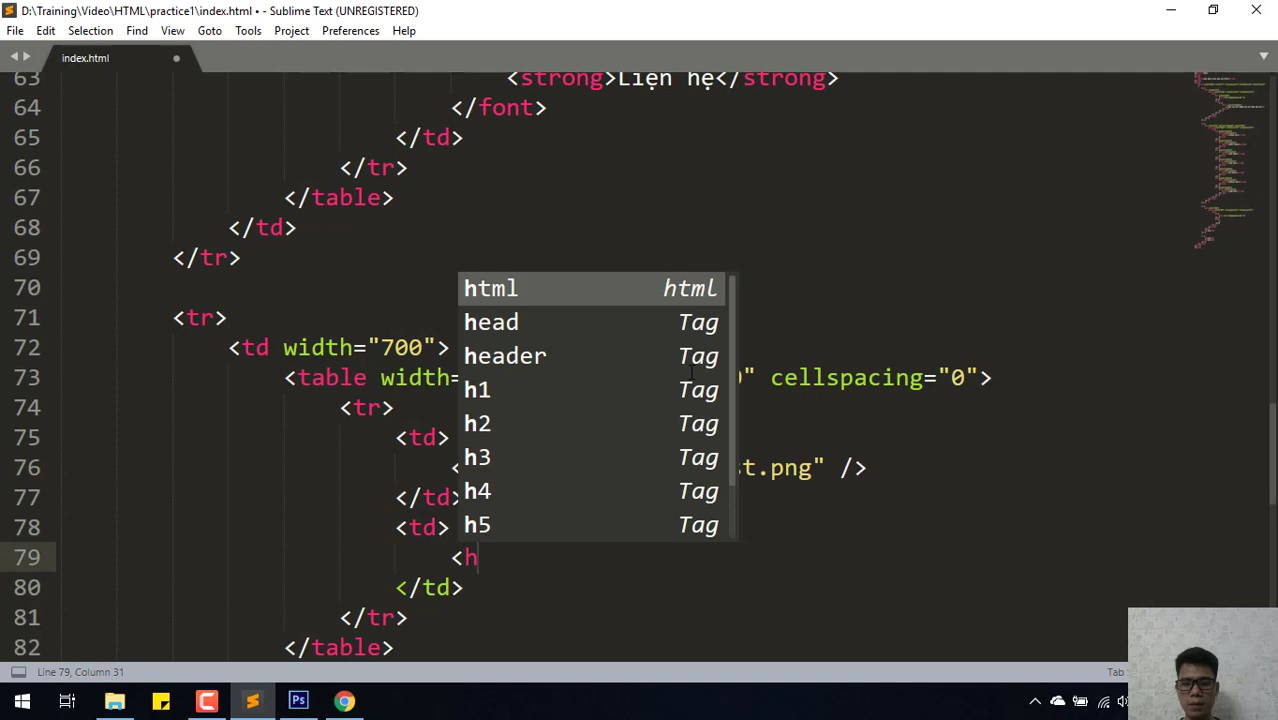 D:\Training\Video\HTML\practice1\index.html • - Sublime Text (UNREGISTERED)
File Edit Selection Find View Goto Tools Project Preferences Help
index.html
63 <strong>Liện hệ</strong>
64 </font>
65 </td>
66 </tr>
67 </table>
68 </td>
69 </tr>
70
71 <tr>
72 <td width="700">
73 <table width= 0" cellspacing="0">
74 <tr>
75 <td>
76 < st.png" />
77 </td>
78 <td>
79 <h
80 </td>
81 </tr>
82 </table>
html html
head Tag
header Tag
h1 Tag
h2 Tag
h3 Tag
h4 Tag
h5 Tag
Line 79, Column 31
Tab